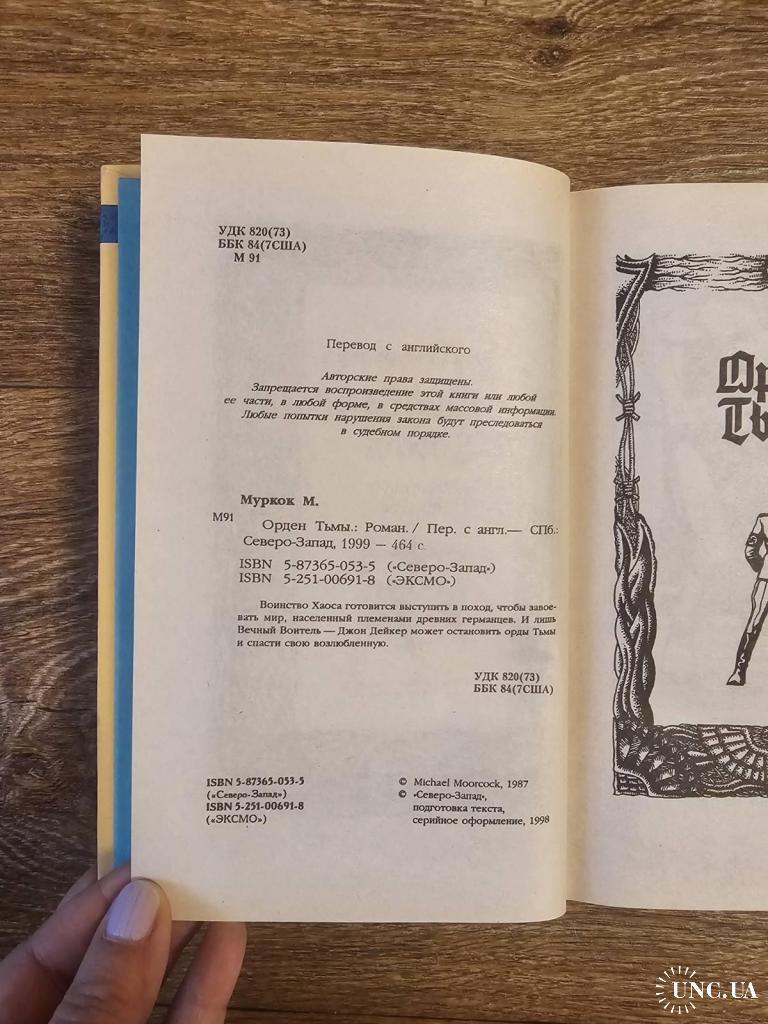 УДК 820(73)
ББК 84(7США)
М 91
Перевод с английского
Авторские права защищены.
Запрещается воспроизведение этой книги или любой
ее части, в любой форме, в средствах массовой информации.
Любые попытки нарушения закона будут преследоваться
в судебном порядке.
Муркок М.
М91
Орден Тьмы.: Роман./ Пер. с англ.— СПб.:
Северо-Запад, 1999 — 464 с.
ISBN 5-87365-053-5 («Северо-Запад»)
ISBN 5-251-00691-8 («ЭКСМО»)
Воинство Хаоса готовится выступить в поход, чтобы завое-
вать мир, населенный племенами древних германцев. И лишь
Вечный Воитель — Джон Дейкер может остановить орды Тьмы
и спасти свою возлюбленную.
УДК 820(73)
ББК 84(7США)
ISBN 5-87365-053-5
(«Северо-Запад»)
ISBN 5-251-00691-8
(«ЭКСМО»)
© Michael Moorcock, 1987
© «Северо-Запад»,
подготовка текста,
серийное оформление, 1998
Ор
Ть
UNC.UA